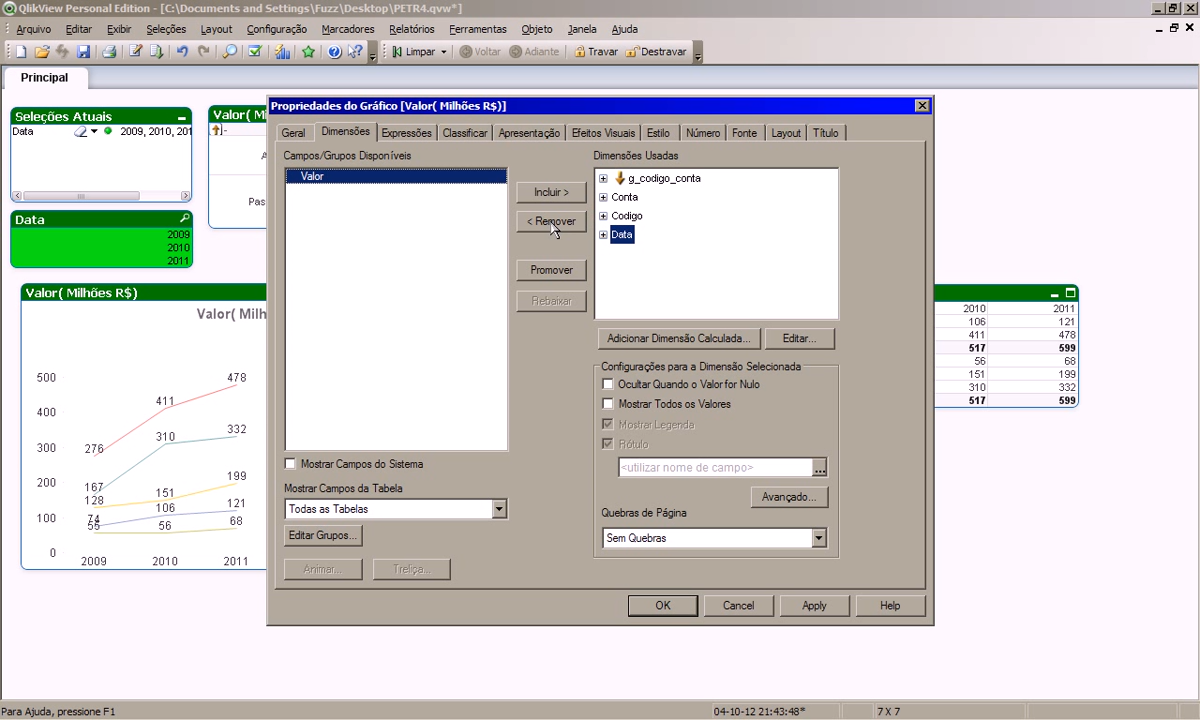 QlikView Personal Edition - [C:\Documents and Settings\Fuzz\Desktop\PETR4.qvw*]
Arquivo Editar Exibir Seleções Layout Configuração Marcadores Relatórios Ferramentas Objeto Janela Ajuda
Limpar Voltar Adiante Travar Destravar
Principal
Seleções Atuais
Data 2009, 2010, 201
Data
2009
2010
2011
Valor( Mi
-
A
Pas
Valor( Milhões R$)
Valor( Milh
500
400
300
200
100
0
276
411
478
167
310
332
128
151
199
74
106
121
55
56
68
2009 2010 2011
Propriedades do Gráfico [Valor( Milhões R$)]
Geral Dimensões Expressões Classificar Apresentação Efeitos Visuais Estilo Número Fonte Layout Título
Campos/Grupos Disponíveis
Valor
Incluir >
< Remover
Promover
Rebaixar
Dimensões Usadas
g_codigo_conta
Conta
Codigo
Data
Adicionar Dimensão Calculada... Editar...
Configurações para a Dimensão Selecionada
Ocultar Quando o Valor for Nulo
Mostrar Todos os Valores
Mostrar Legenda
Rótulo
<utilizar nome de campo> ...
Avançado...
Quebras de Página
Sem Quebras
Mostrar Campos do Sistema
Mostrar Campos da Tabela
Todas as Tabelas
Editar Grupos...
Animar... Treliça...
OK Cancel Apply Help
2010 2011
106 121
411 478
517 599
56 68
151 199
310 332
517 599
Para Ajuda, pressione F1 04-10-12 21:43:48* 7 X 7